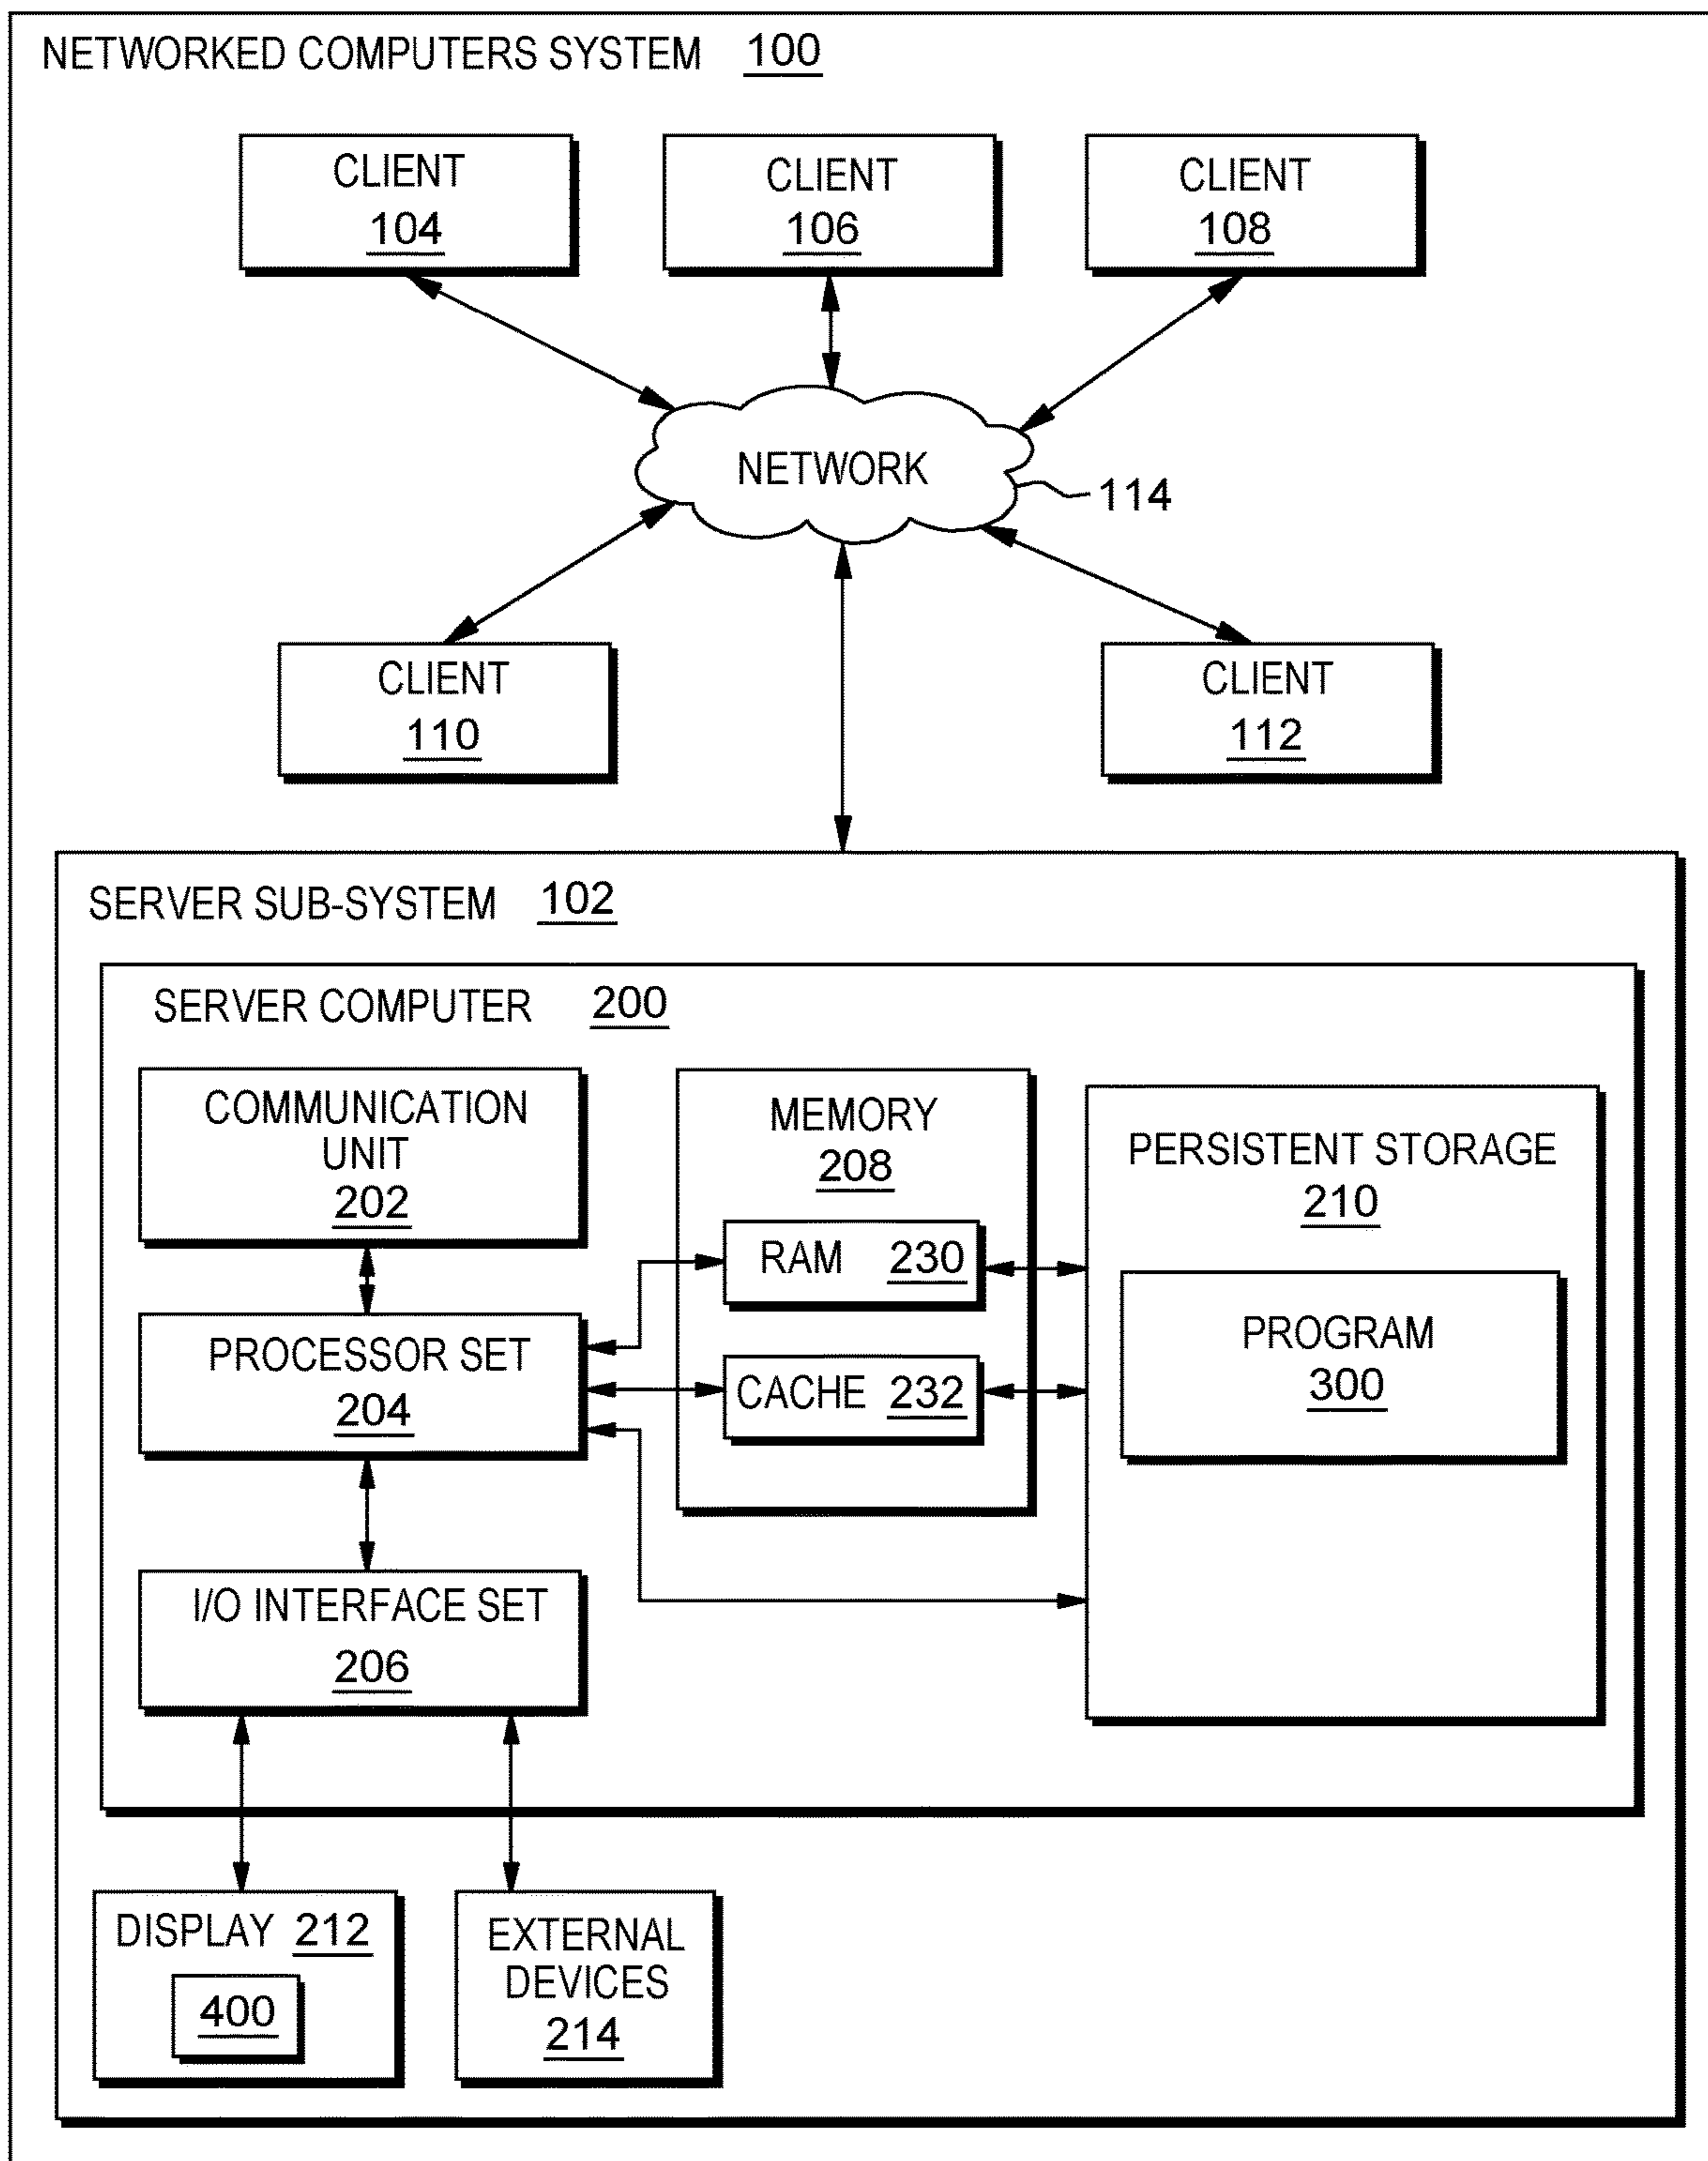 NETWORKED COMPUTERS SYSTEM 100
CLIENT
104
CLIENT
106
CLIENT
108
NETWORK
114
CLIENT
110
CLIENT
112
SERVER SUB-SYSTEM 102
SERVER COMPUTER 200
COMMUNICATION
UNIT
202
MEMORY
208
PERSISTENT STORAGE
210
RAM 230
PROGRAM
300
PROCESSOR SET
204
CACHE 232
I/O INTERFACE SET
206
DISPLAY 212
400
EXTERNAL
DEVICES
214